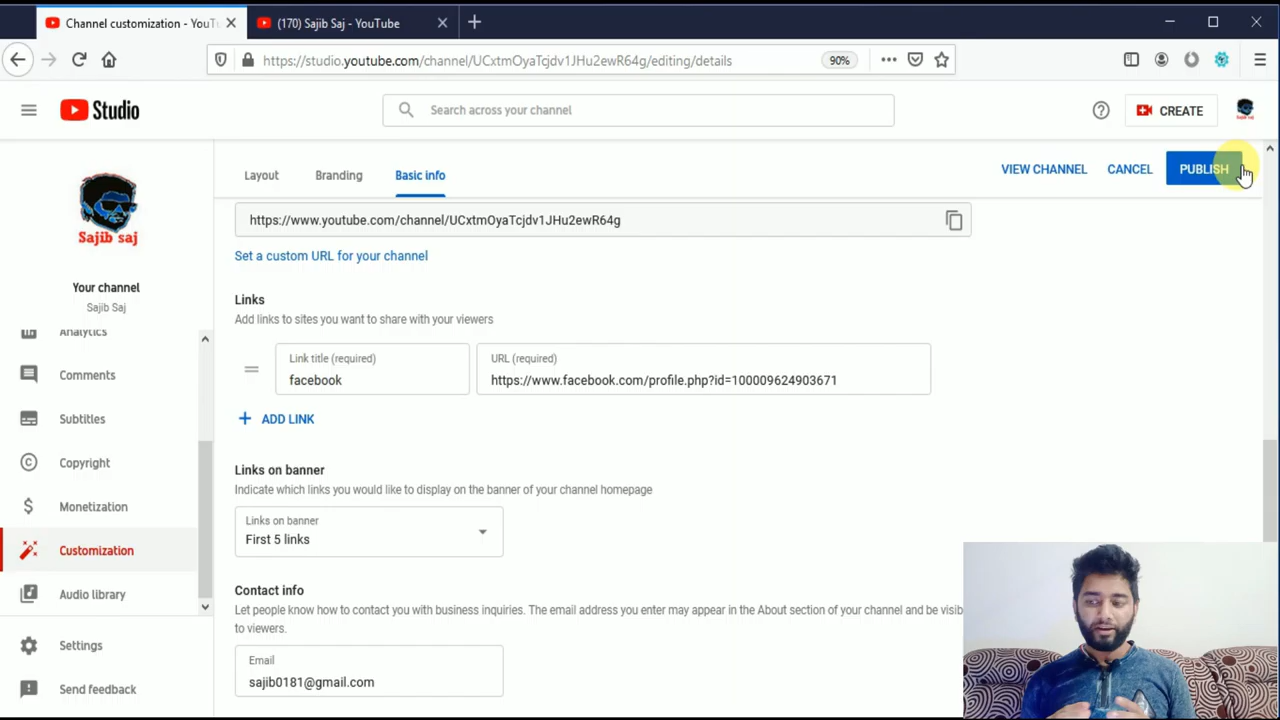 Channel customization - YouTu
(170) Sajib Saj - YouTube
https://studio.youtube.com/channel/UCxtmOyaTcjdv1JHu2ewR64g/editing/details
90%
Studio
Search across your channel
CREATE
Sajib saj
Layout
Branding
Basic info
VIEW CHANNEL
CANCEL
PUBLISH
https://www.youtube.com/channel/UCxtmOyaTcjdv1JHu2ewR64g
Set a custom URL for your channel
Your channel
Sajib Saj
Analytics
Comments
Subtitles
Copyright
Monetization
Customization
Audio library
Settings
Send feedback
Links
Add links to sites you want to share with your viewers
Link title (required)
facebook
URL (required)
https://www.facebook.com/profile.php?id=100009624903671
ADD LINK
Links on banner
Indicate which links you would like to display on the banner of your channel homepage
Links on banner
First 5 links
Contact info
Let people know how to contact you with business inquiries. The email address you enter may appear in the About section of your channel and be visib
to viewers.
Email
sajib0181@gmail.com